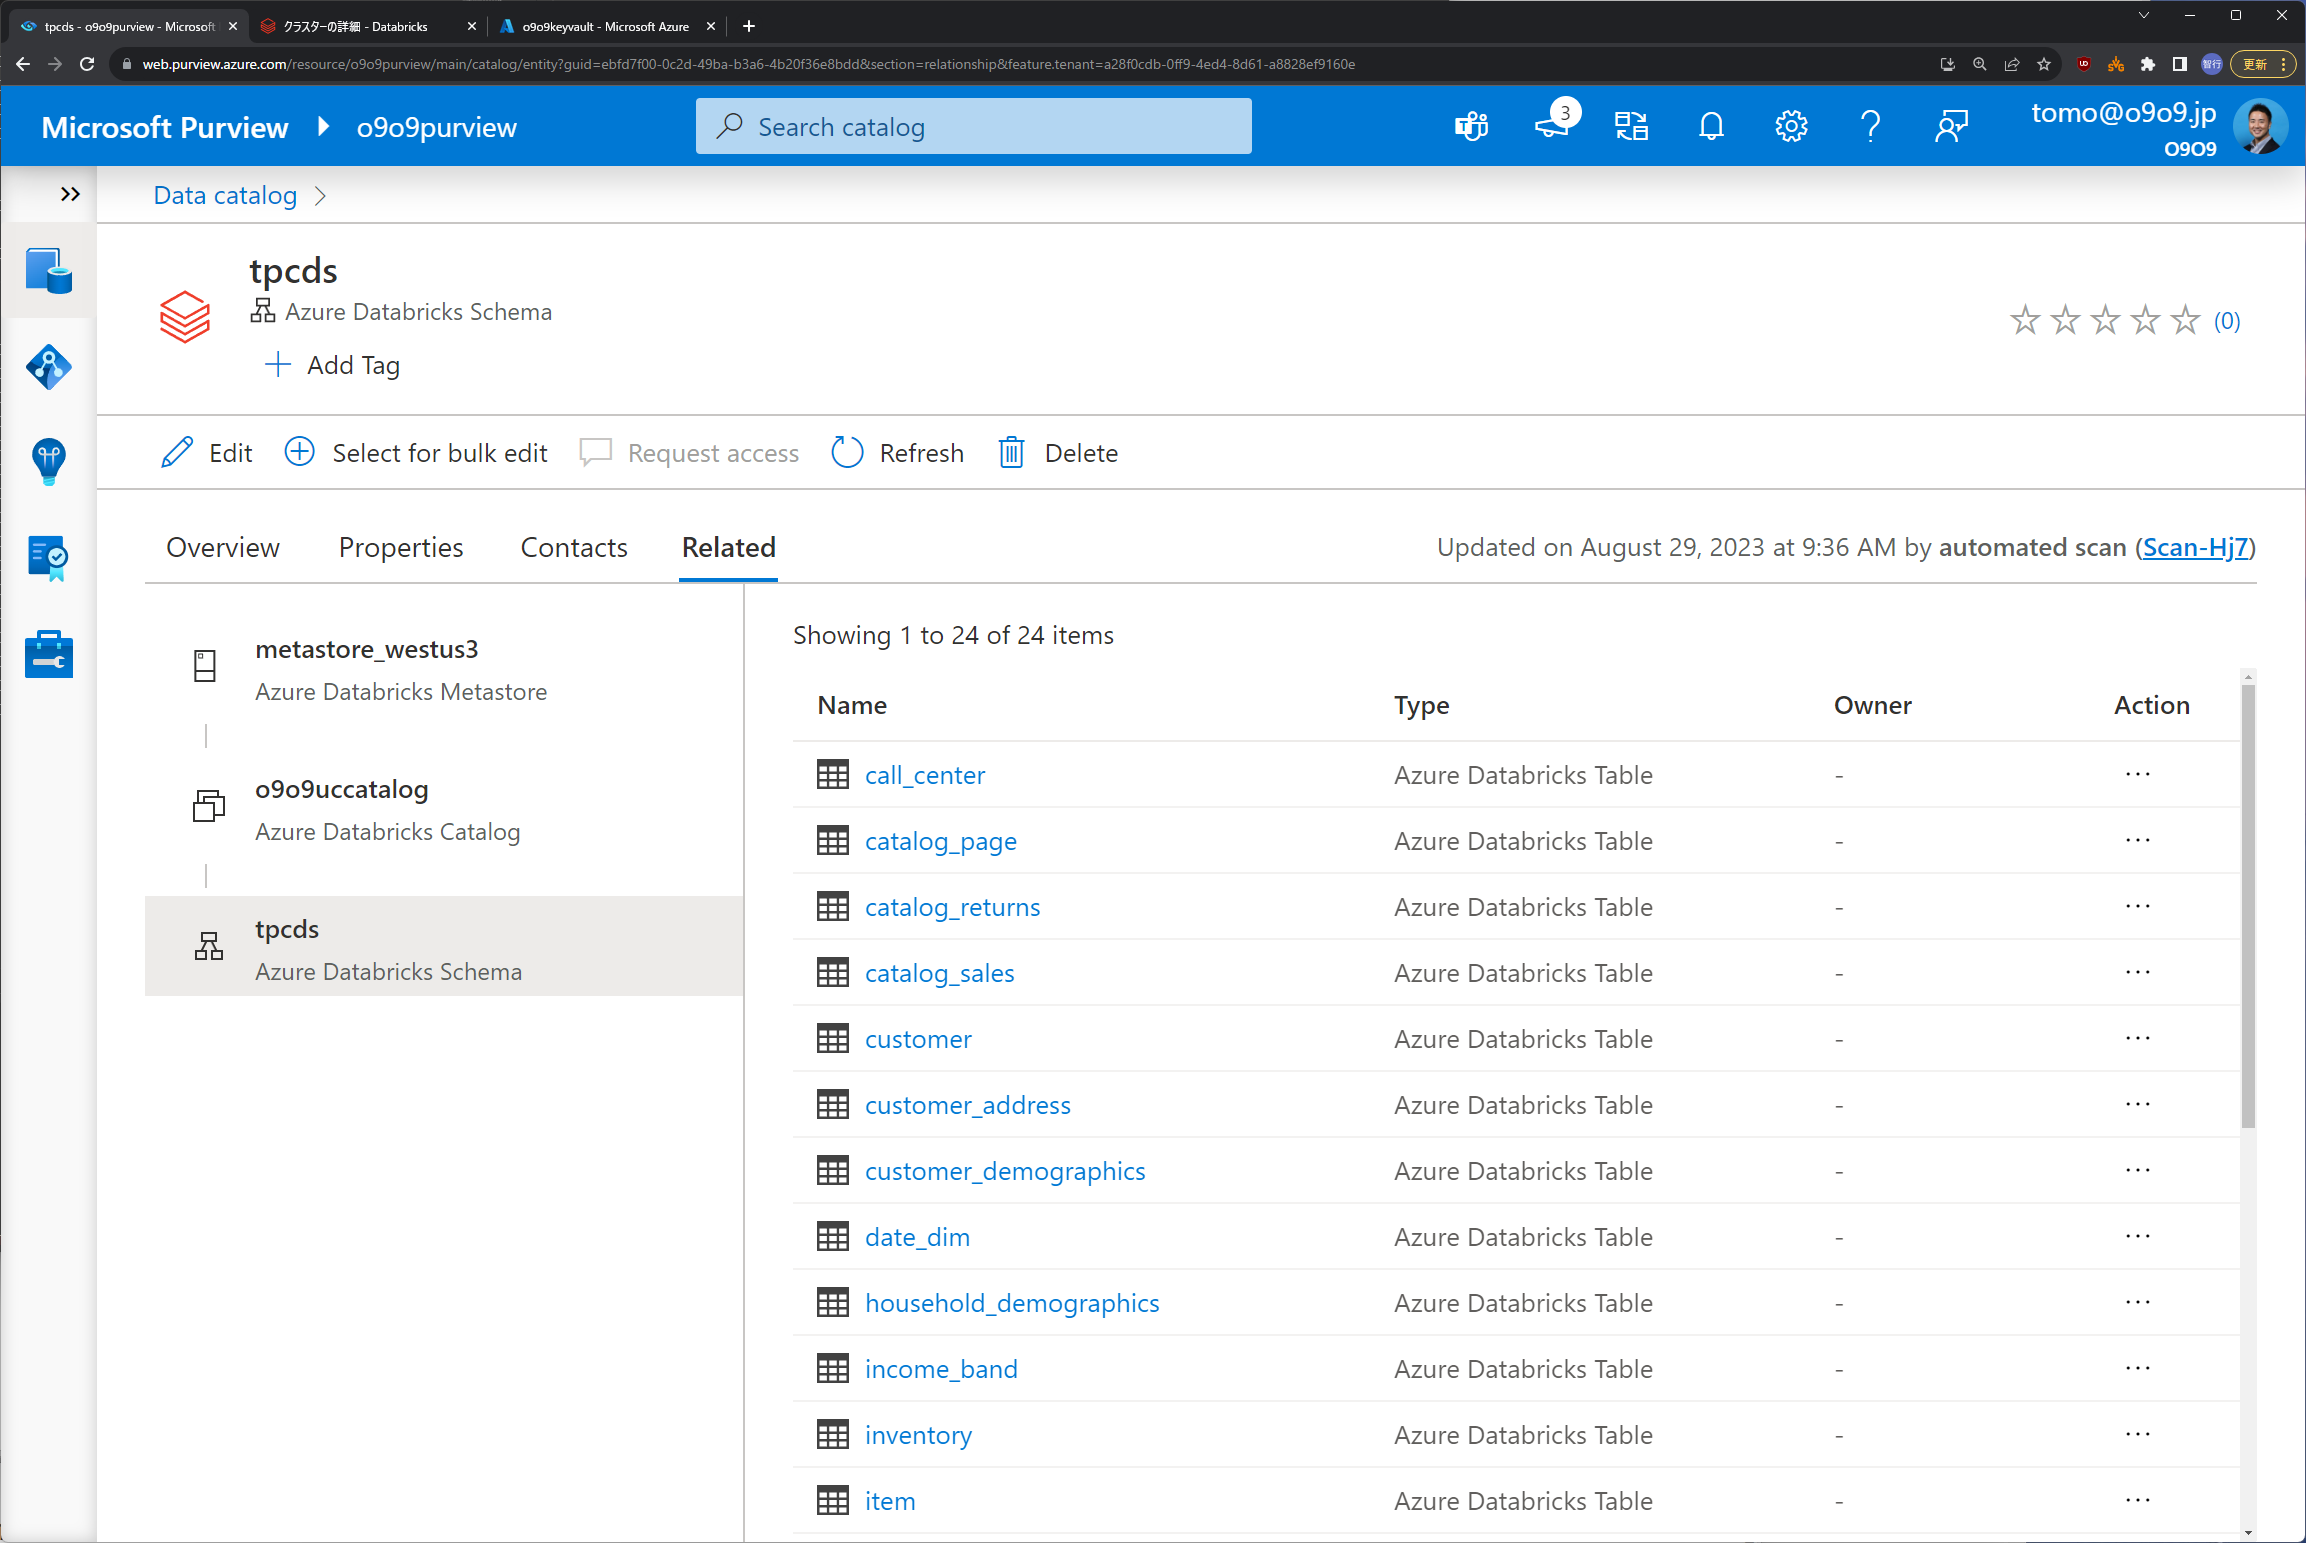 tpcds - o9o9purview - Microsoft
クラスターの詳細 - Databricks
o9o9keyvault - Microsoft Azure
web.purview.azure.com/resource/o9o9purview/main/catalog/entity?guid=ebfd7f00-0c2d-49ba-b3a6-4b20f36e8bdd&section=relationship&feature.tenant=a28f0cdb-0ff9-4ed4-8d61-a8828ef9160e
智行
更新
Microsoft Purview
o9o9purview
Search catalog
3
tomo@o9o9.jp
O9O9
Data catalog
tpcds
Azure Databricks Schema
Add Tag
(0)
Edit
Select for bulk edit
Request access
Refresh
Delete
Overview
Properties
Contacts
Related
Updated on August 29, 2023 at 9:36 AM by automated scan (Scan-Hj7)
metastore_westus3
Azure Databricks Metastore
o9o9uccatalog
Azure Databricks Catalog
tpcds
Azure Databricks Schema
Showing 1 to 24 of 24 items
Name Type Owner Action
call_center Azure Databricks Table - ...
catalog_page Azure Databricks Table - ...
catalog_returns Azure Databricks Table - ...
catalog_sales Azure Databricks Table - ...
customer Azure Databricks Table - ...
customer_address Azure Databricks Table - ...
customer_demographics Azure Databricks Table - ...
date_dim Azure Databricks Table - ...
household_demographics Azure Databricks Table - ...
income_band Azure Databricks Table - ...
inventory Azure Databricks Table - ...
item Azure Databricks Table - ...